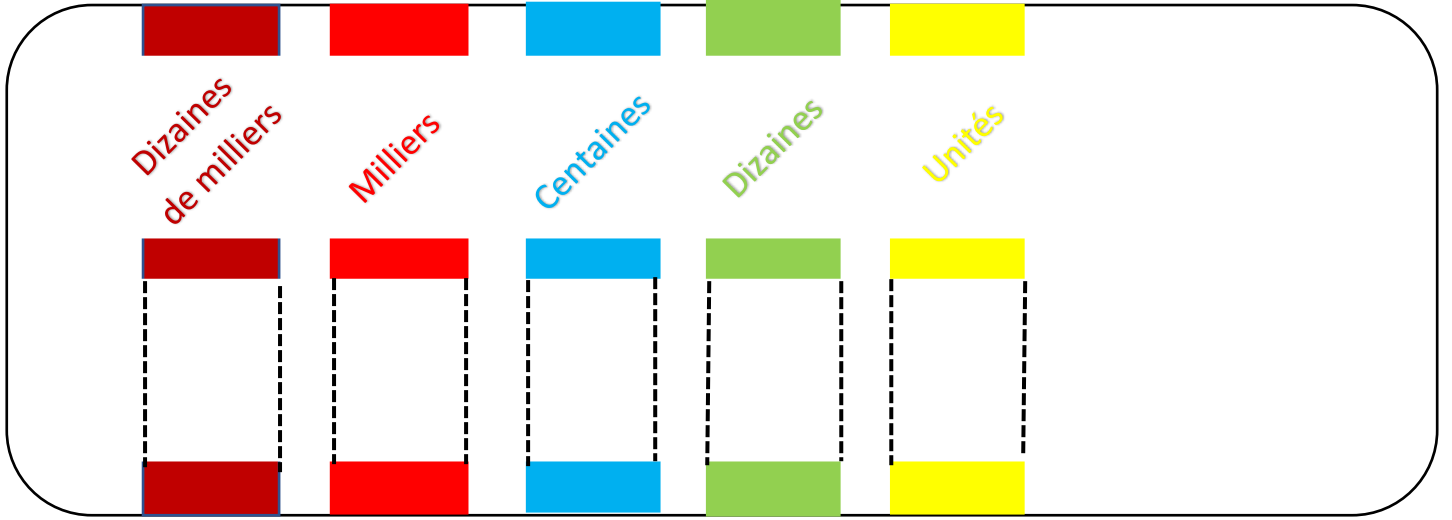 Dizaines
de milliers
Milliers
Centaines
Dizaines
Unités